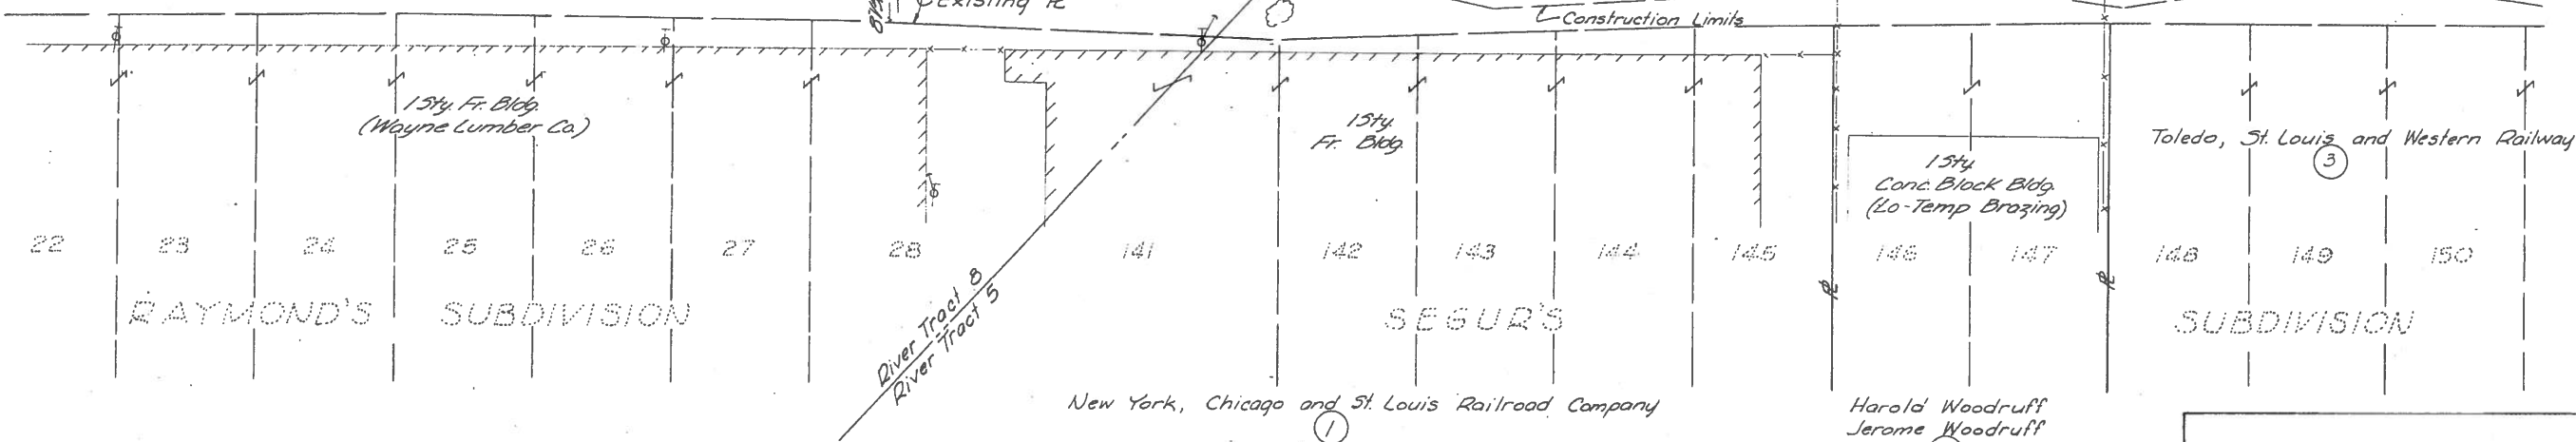 Existing R
Construction Limits
1 Sty. Fr. Bldg.
(Wayne Lumber Co.)
1 Sty.
Fr. Bldg.
1 Sty.
Conc. Block Bldg.
(Lo-Temp Brazing)
Toledo, St. Louis and Western Railway
3
22 23 24 25 26 27 28 141 142 143 144 145 146 147 148 149 150
RAYMOND'S SUBDIVISION SEGUR'S SUBDIVISION
River Tract 8
River Tract 5
New York, Chicago and St. Louis Railroad Company
1
Harold Woodruff
Jerome Woodruff